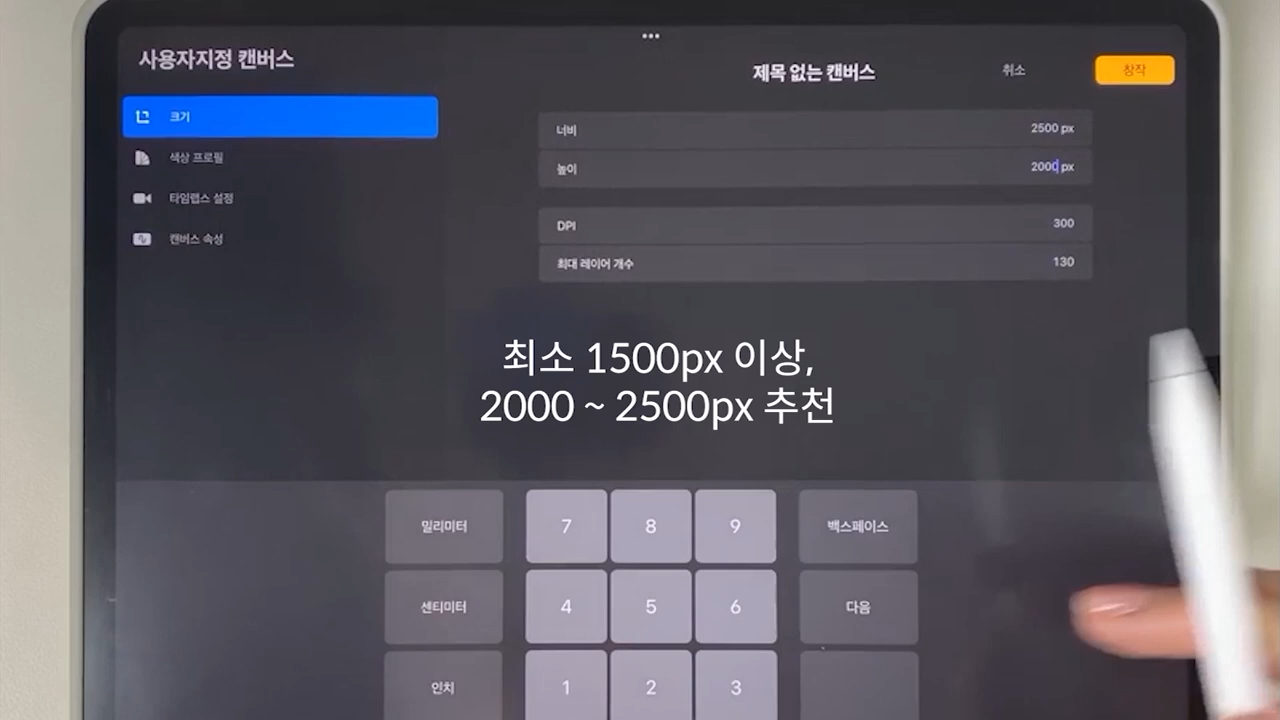 사용자지정 캔버스
크기
색상 프로필
타임랩스 설정
캔버스 속성
제목 없는 캔버스
취소
창작
너비 2500 px
높이 2000 px
DPI 300
최대 레이어 개수 130
최소 1500px 이상,
2000 ~ 2500px 추천
밀리미터 7 8 9 백스페이스
센티미터 4 5 6 다음
인치 1 2 3